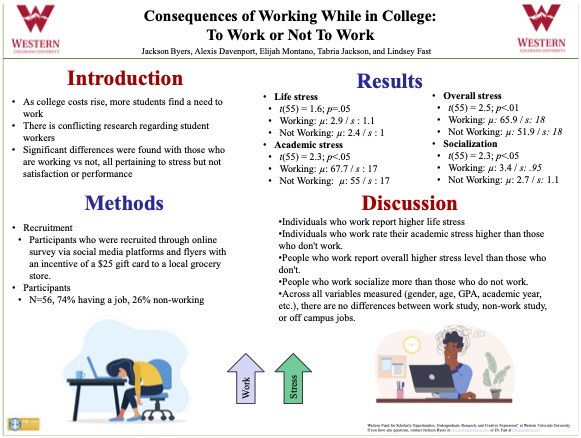 Consequences of Working While in College:
To Work or Not To Work
Jackson Byers, Alexis Davenport, Elijah Montano, Tabria Jackson, and Lindsey Fast
WESTERN
COLORADO UNIVERSITY
WESTERN
COLORADO UNIVERSITY
Introduction
• As college costs rise, more students find a need to
work
• There is conflicting research regarding student
workers
• Significant differences were found with those who
are working vs not, all pertaining to stress but not
satisfaction or performance
Methods
• Recruitment
• Participants who were recruited through online
survey via social media platforms and flyers with
an incentive of a $25 gift card to a local grocery
store.
• Participants
• N=56, 74% having a job, 26% non-working
Results
• Life stress
• t(55) = 1.6; p=.05
• Working: μ: 2.9 / s : 1.1
• Not Working: μ: 2.4 / s : 1
• Academic stress
• t(55) = 2.3; p<.05
• Working: μ: 67.7 / s : 17
• Not Working: μ: 55 / s : 17
• Overall stress
• t(55) = 2.5; p<.01
• Working: μ: 65.9 / s: 18
• Not Working: μ: 51.9 / s: 18
• Socialization
• t(55) = 2.3; p<.05
• Working: μ: 3.4 / s: .95
• Not Working: μ: 2.7 / s: 1.1
Discussion
•Individuals who work report higher life stress
•Individuals who work rate their academic stress higher than those
who don't work.
•People who work report overall higher stress level than those who
don't.
•People who work socialize more than those who do not work.
•Across all variables measured (gender, age, GPA, academic year,
etc.), there are no differences between work study, non-work study,
or off campus jobs.
Work
Stress
Western Fund for Scholarly Opportunities, Undergraduate Research, and Creative Expression at Western Colorado University.
If you have any questions, contact Jackson Byers at or Dr. Fast at